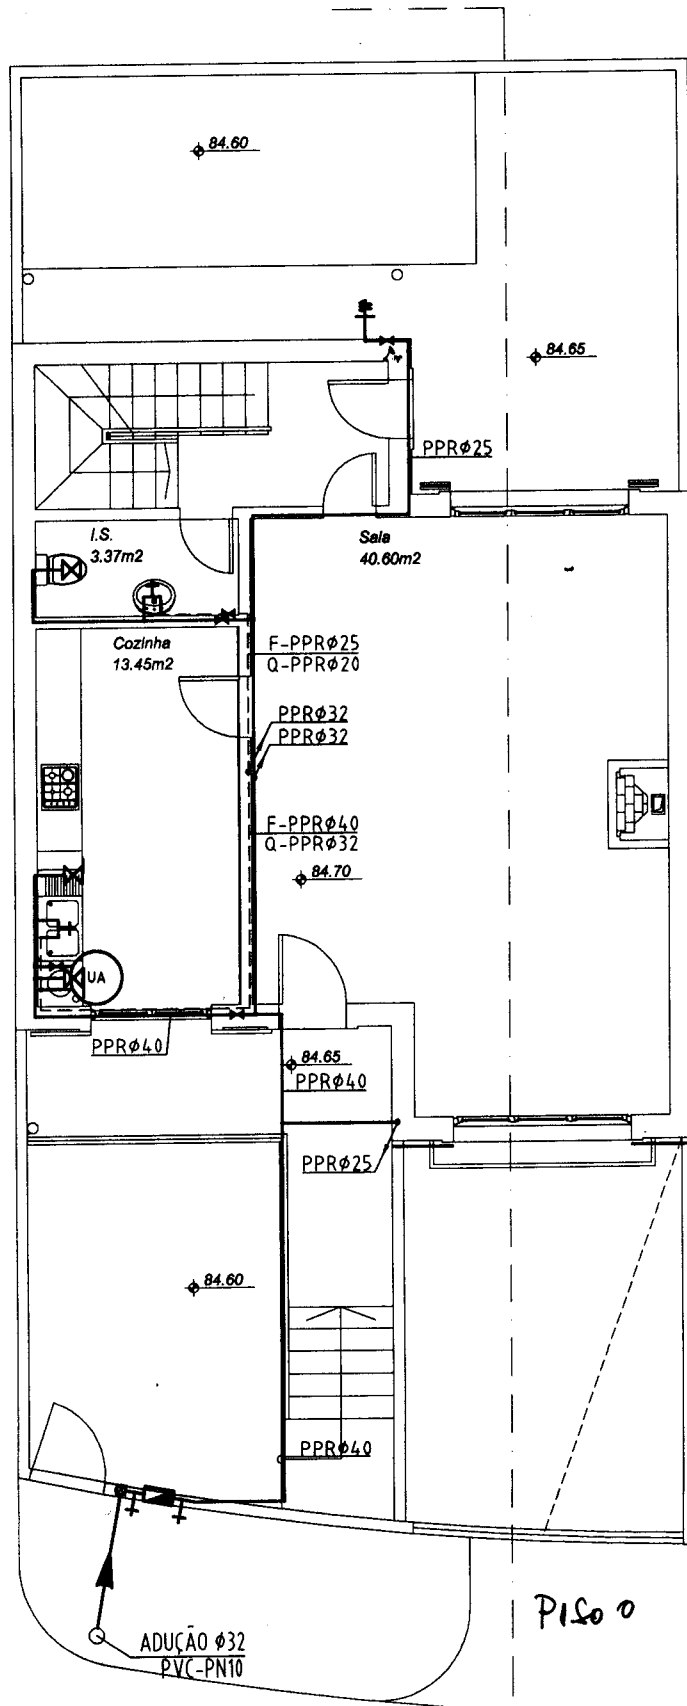 84.60
84.65
PPRØ25
I.S.
3.37m2
Sala
40.60m2
Cozinha
13.45m2
F-PPRØ25
Q-PPRØ20
PPRØ32
PPRØ32
F-PPRØ40
Q-PPRØ32
84.70
UA
PPRØ40
84.65
PPRØ40
PPRØ25
84.60
PPRØ40
PISO 0
ADUÇÃO Ø32
PVC-PN10